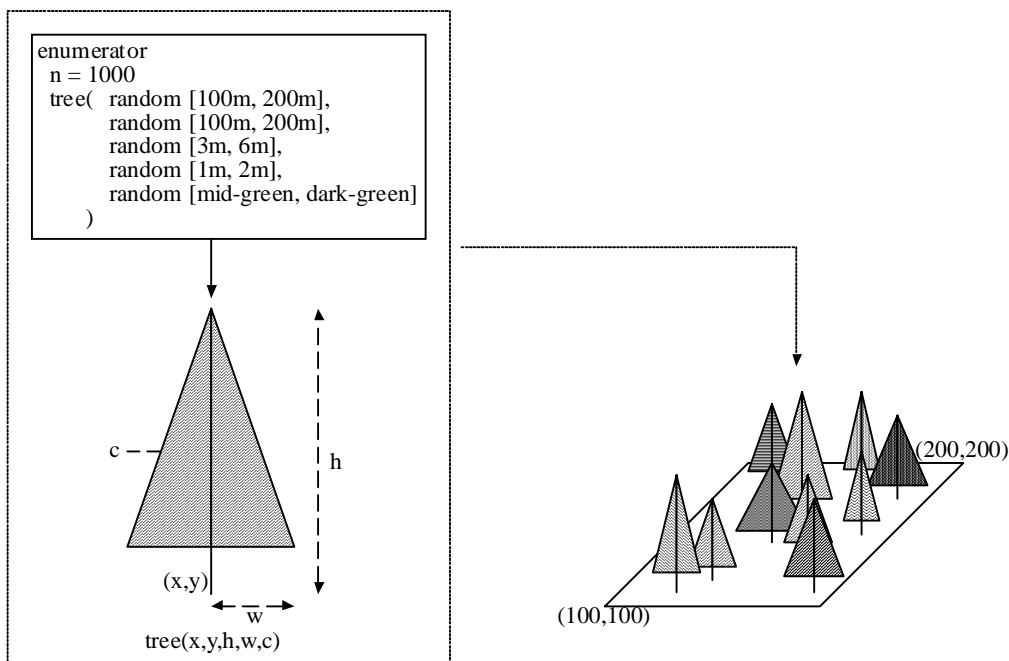 enumerator
n = 1000
tree( random [100m, 200m],
random [100m, 200m],
random [3m, 6m],
random [1m, 2m],
random [mid-green, dark-green]
)
c
h
(x,y)
w
tree(x,y,h,w,c)
(200,200)
(100,100)